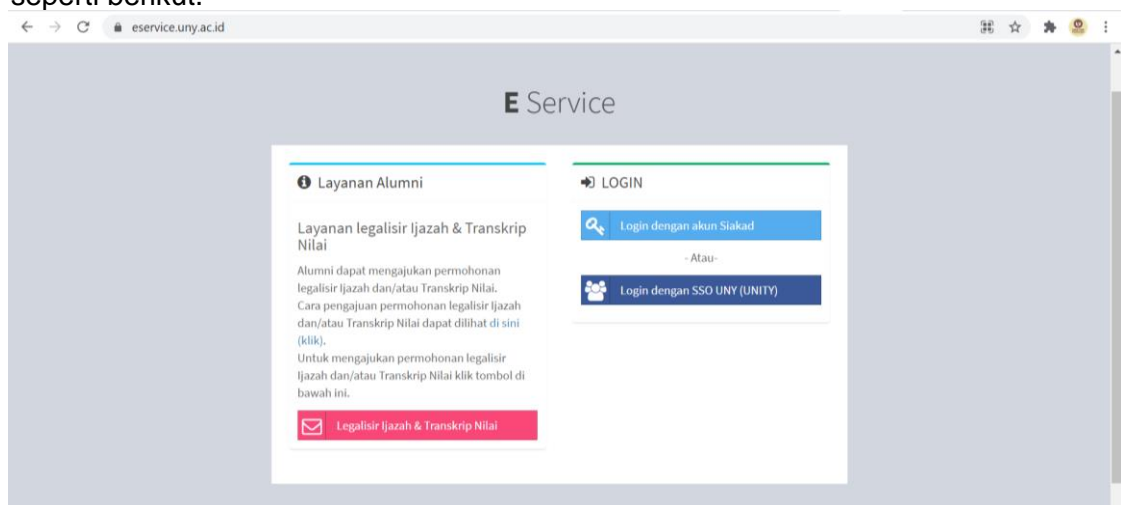 seperti berikut.
eservice.uny.ac.id
E Service
Layanan Alumni
Layanan legalisir Ijazah & Transkrip
Nilai
Alumni dapat mengajukan permohonan
legalisir Ijazah dan/atau Transkrip Nilai.
Cara pengajuan permohonan legalisir Ijazah
dan/atau Transkrip Nilai dapat dilihat di sini
(klik).
Untuk mengajukan permohonan legalisir
Ijazah dan/atau Transkrip Nilai klik tombol di
bawah ini.
Legalisir Ijazah & Transkrip Nilai
LOGIN
Login dengan akun Siakad
- Atau-
Login dengan SSO UNY (UNITY)